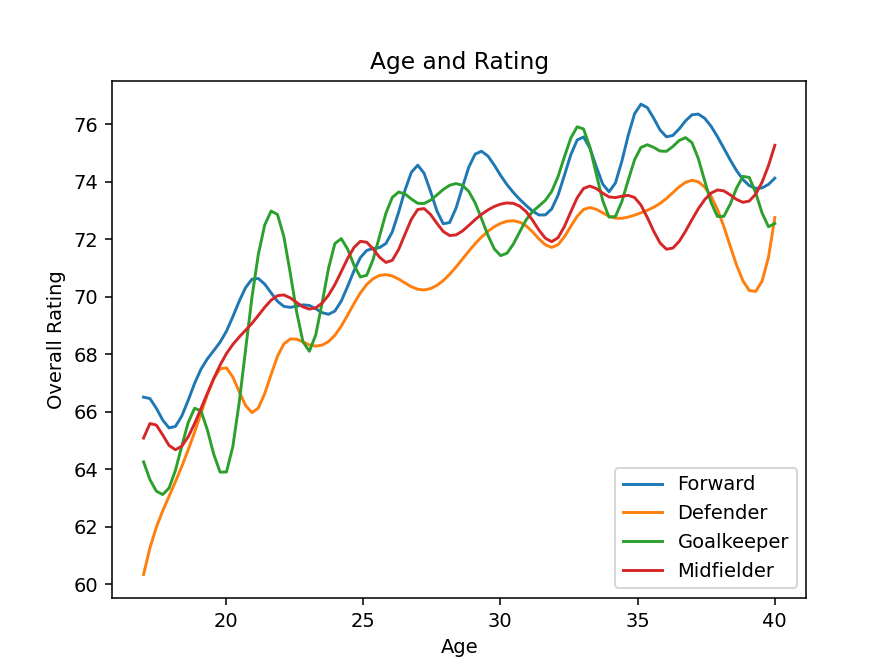 Age and Rating
Overall Rating
76
74
72
70
68
66
64
62
60
Forward
Defender
Goalkeeper
Midfielder
20 25 30 35 40
Age